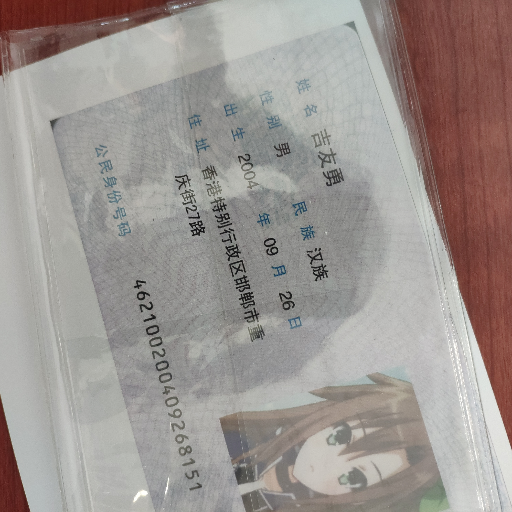 姓名 吉友勇
性别 男 民族 汉族
出生 2004 年 09 月 26 日
住址 香港特别行政区邯郸市重
庆街27路
公民身份号码 462100200409268151